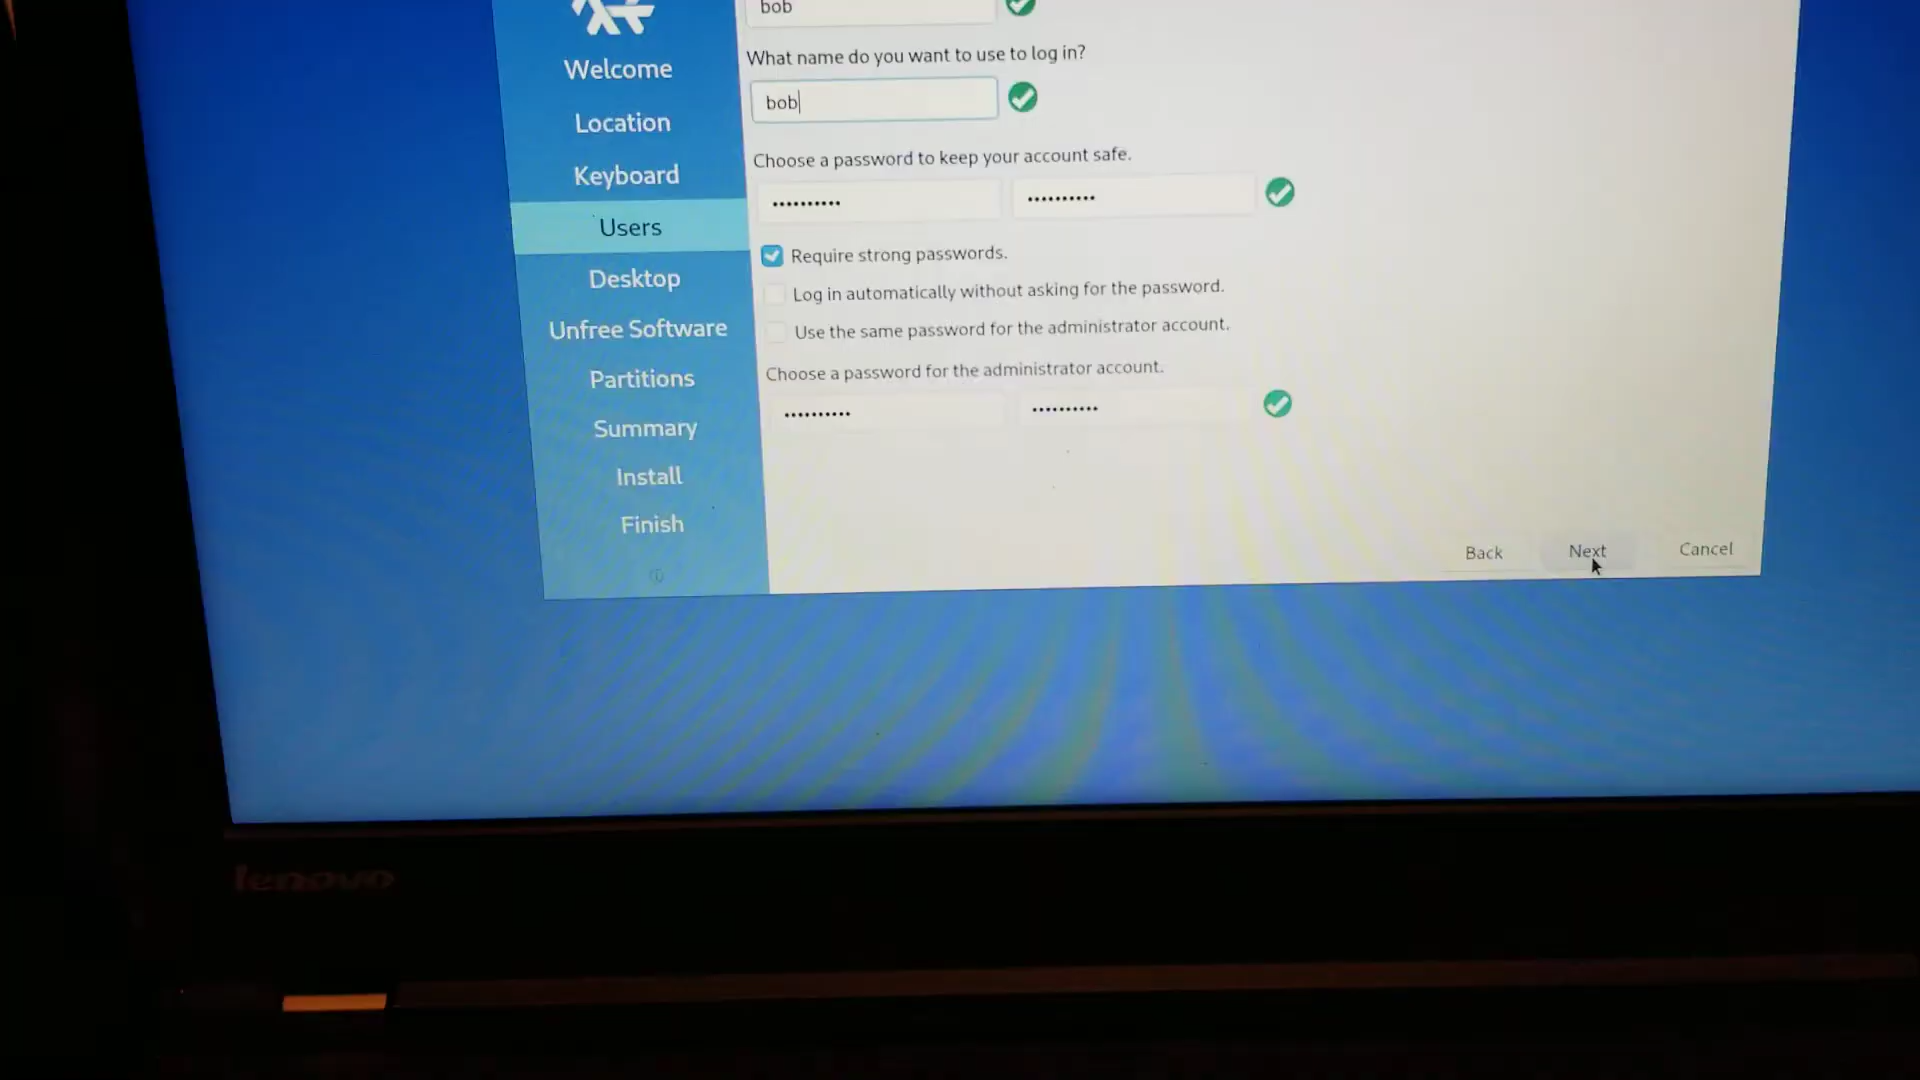 bob
Welcome
What name do you want to use to log in?
bob
Location
Choose a password to keep your account safe.
Keyboard
•••••••••• ••••••••••
Users
Require strong passwords.
Desktop
Log in automatically without asking for the password.
Unfree Software
Use the same password for the administrator account.
Partitions
Choose a password for the administrator account.
•••••••••• ••••••••••
Summary
Install
Finish
Back Next Cancel
lenovo